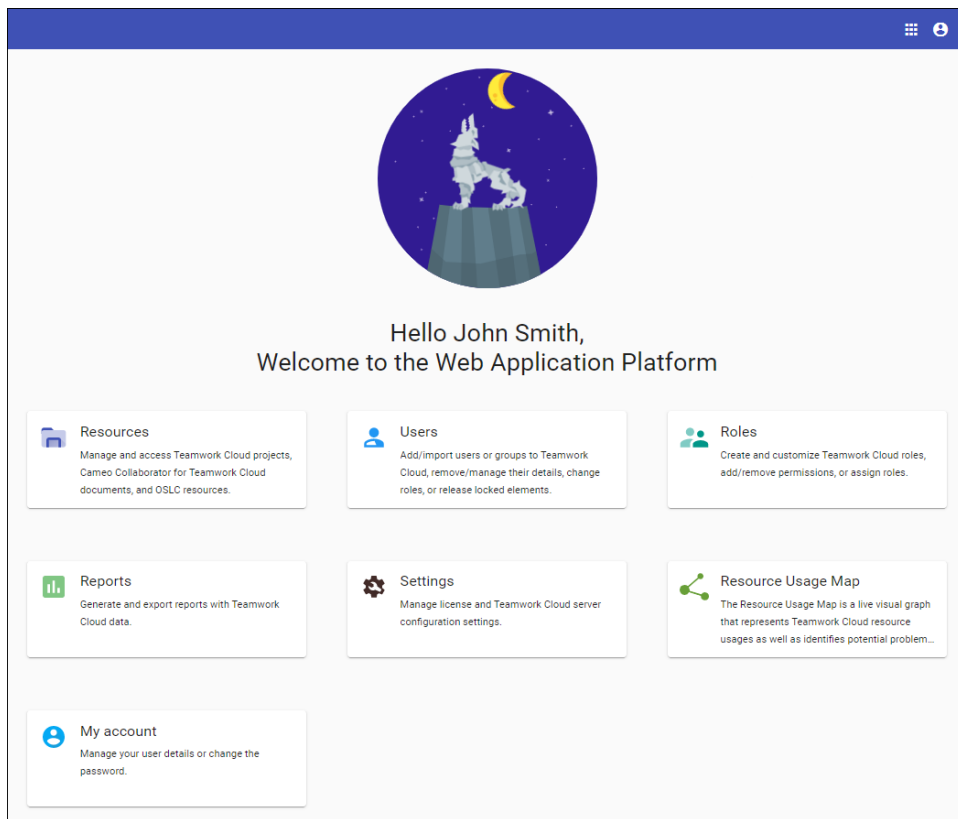 Hello John Smith,
Welcome to the Web Application Platform
Resources
Manage and access Teamwork Cloud projects,
Cameo Collaborator for Teamwork Cloud
documents, and OSLC resources.
Users
Add/import users or groups to Teamwork
Cloud, remove/manage their details, change
roles, or release locked elements.
Roles
Create and customize Teamwork Cloud roles,
add/remove permissions, or assign roles.
Reports
Generate and export reports with Teamwork
Cloud data.
Settings
Manage license and Teamwork Cloud server
configuration settings.
Resource Usage Map
The Resource Usage Map is a live visual graph
that represents Teamwork Cloud resource
usages as well as identifies potential problem...
My account
Manage your user details or change the
password.